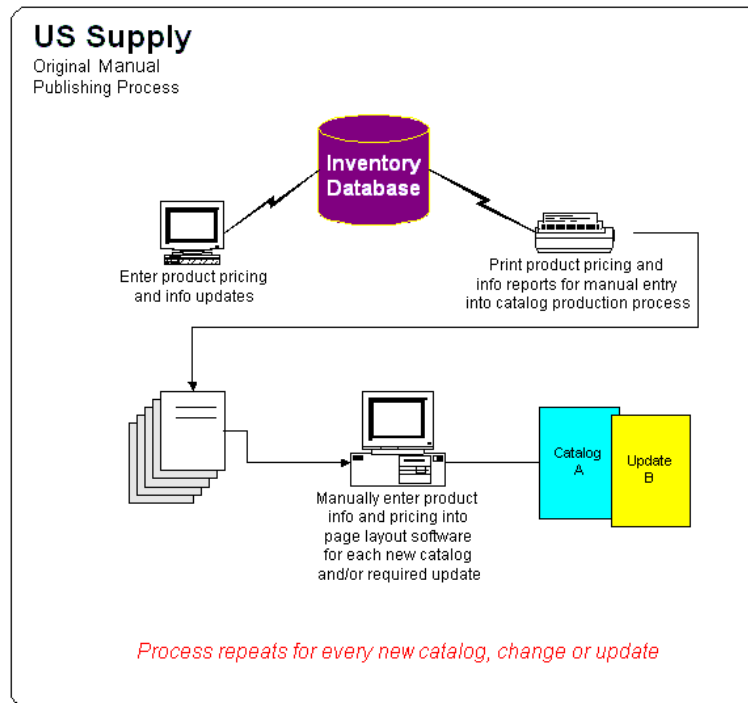 US Supply
Original Manual
Publishing Process
Inventory
Database
Enter product pricing
and info updates
Print product pricing and
info reports for manual entry
into catalog production process
Manually enter product
info and pricing into
page layout software
for each new catalog
and/or required update
Catalog
A
Update
B
Process repeats for every new catalog, change or update